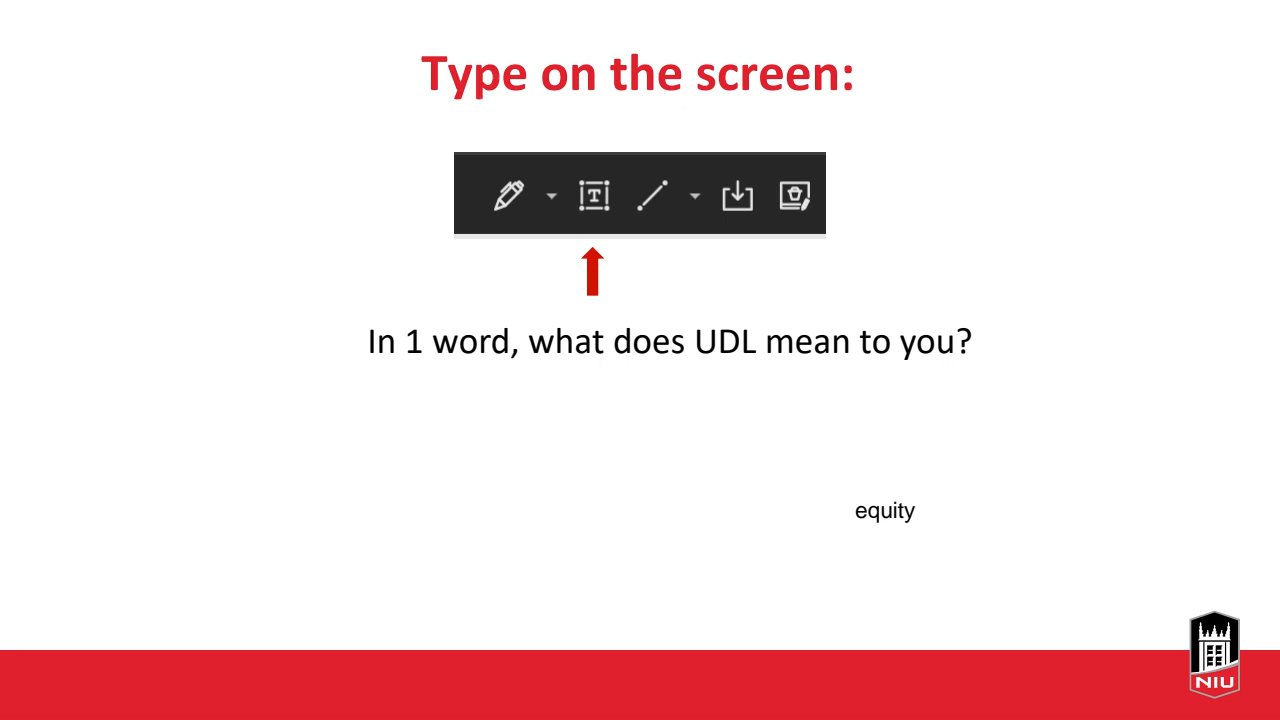 Type on the screen:
T
In 1 word, what does UDL mean to you?
equity
NIU